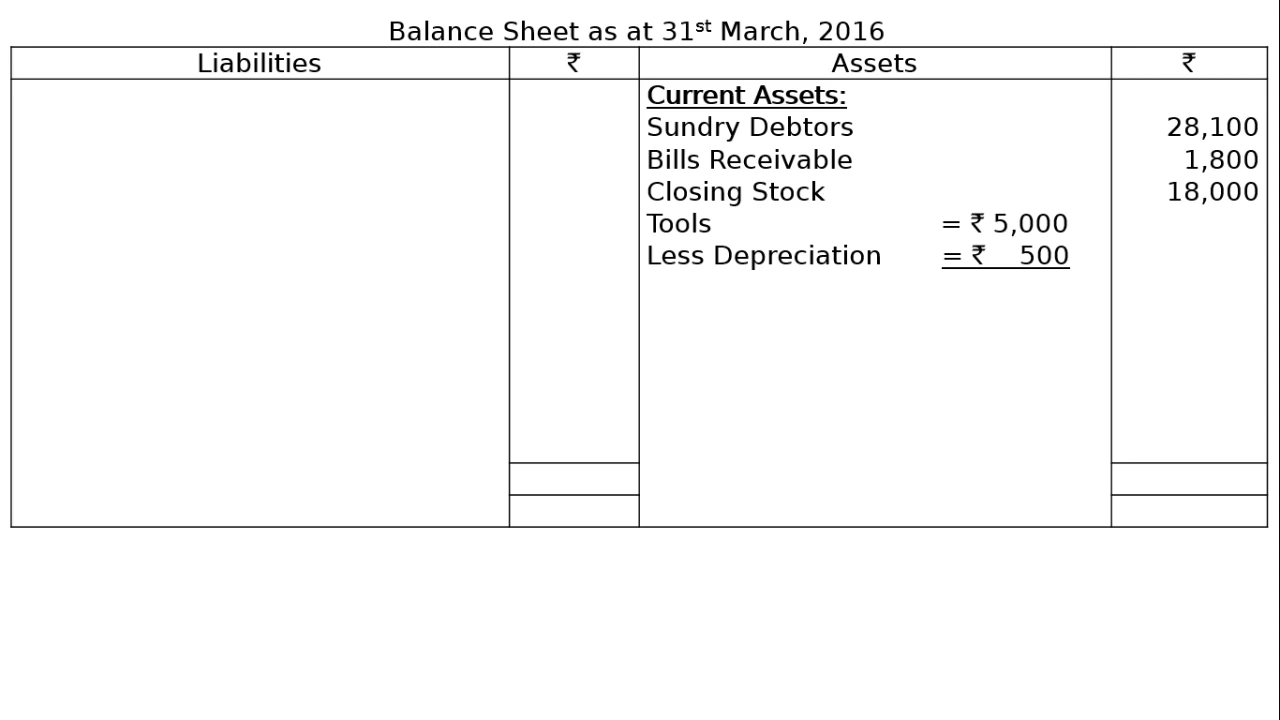 Balance Sheet as at 31st March, 2016
Liabilities ₹ Assets ₹
Current Assets:
Sundry Debtors 28,100
Bills Receivable 1,800
Closing Stock 18,000
Tools = ₹ 5,000
Less Depreciation = ₹ 500